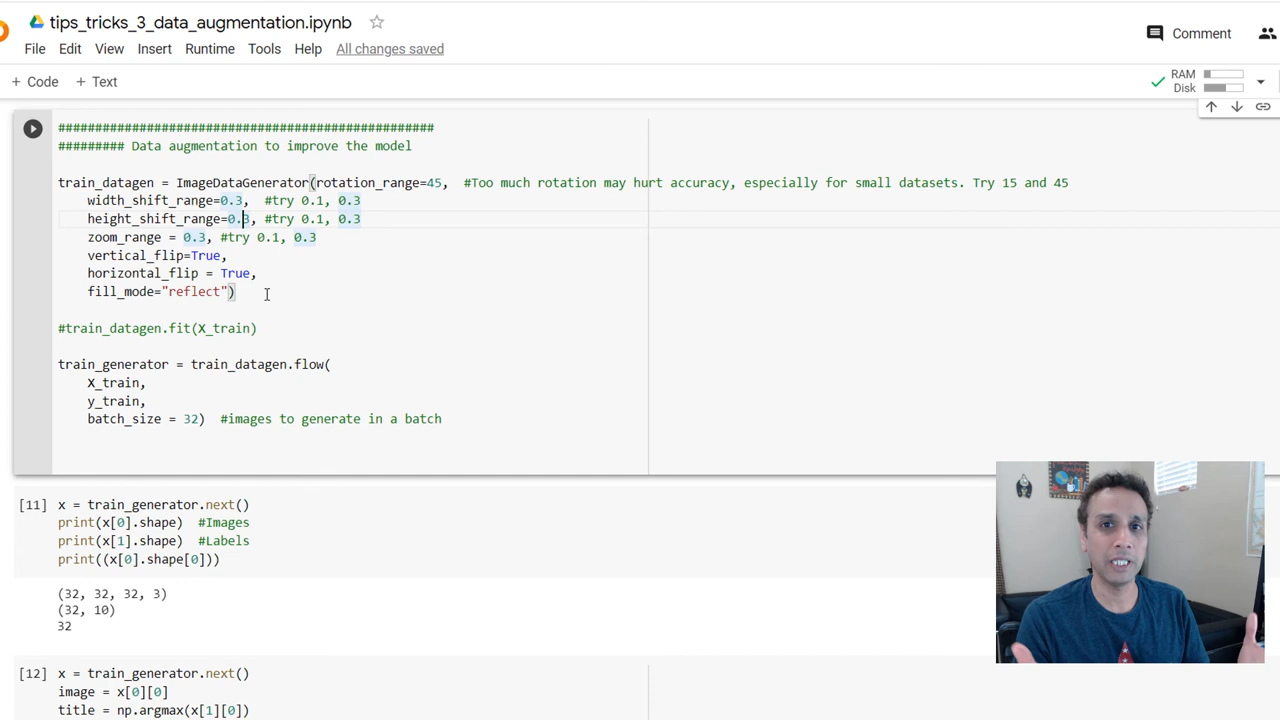 tips_tricks_3_data_augmentation.ipynb
File Edit View Insert Runtime Tools Help All changes saved
Comment
+ Code + Text
RAM
Disk
##################################################
######### Data augmentation to improve the model
train_datagen = ImageDataGenerator(rotation_range=45, #Too much rotation may hurt accuracy, especially for small datasets. Try 15 and 45
width_shift_range=0.3, #try 0.1, 0.3
height_shift_range=0.3, #try 0.1, 0.3
zoom_range = 0.3, #try 0.1, 0.3
vertical_flip=True,
horizontal_flip = True,
fill_mode="reflect")
#train_datagen.fit(X_train)
train_generator = train_datagen.flow(
X_train,
y_train,
batch_size = 32) #images to generate in a batch
[11] x = train_generator.next()
print(x[0].shape) #Images
print(x[1].shape) #Labels
print((x[0].shape[0]))
(32, 32, 32, 3)
(32, 10)
32
[12] x = train_generator.next()
image = x[0][0]
title = np.argmax(x[1][0])